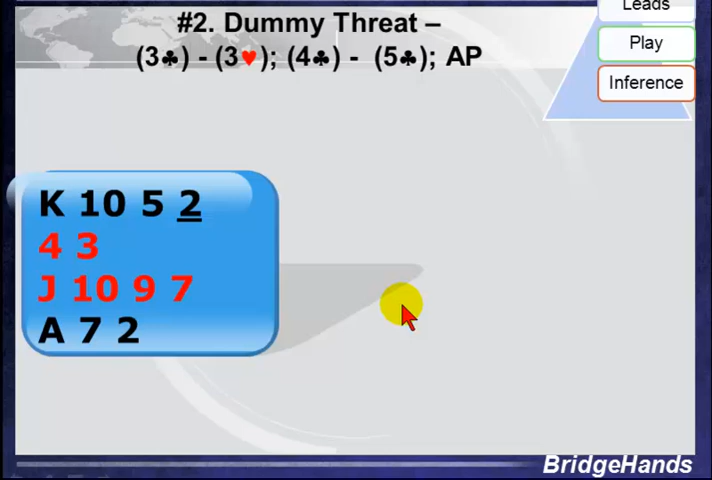 Leads
#2. Dummy Threat –
(3♣) - (3♥); (4♣) - (5♣); AP
Play
Inference
K 10 5 2
4 3
J 10 9 7
A 7 2
BridgeHands